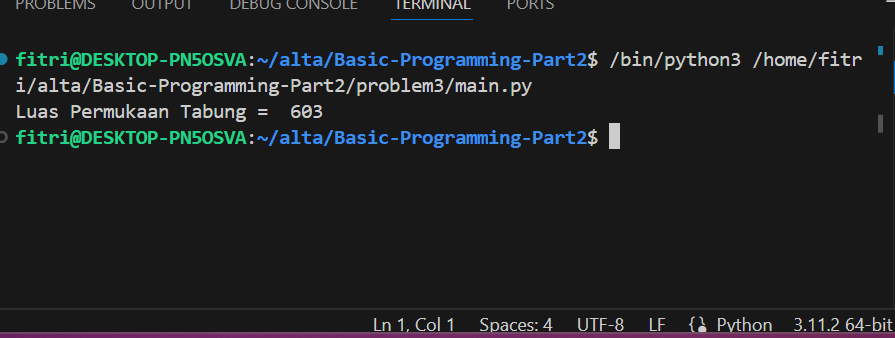 PROBLEMS OUTPUT DEBUG CONSOLE TERMINAL PORTS
fitri@DESKTOP-PN5OSVA:~/alta/Basic-Programming-Part2$ /bin/python3 /home/fitr
i/alta/Basic-Programming-Part2/problem3/main.py
Luas Permukaan Tabung =  603
fitri@DESKTOP-PN5OSVA:~/alta/Basic-Programming-Part2$
Ln 1, Col 1 Spaces: 4 UTF-8 LF Python 3.11.2 64-bit